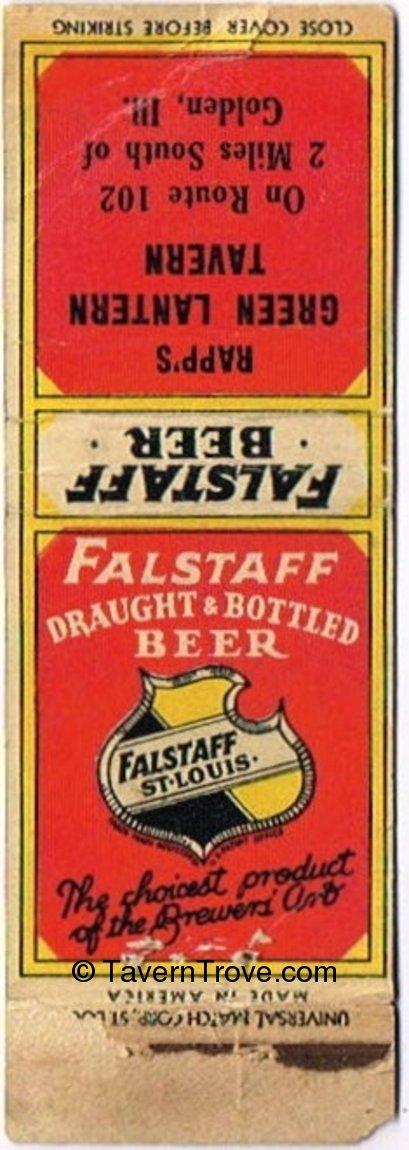 CLOSE COVER BEFORE STRIKING
RAPP'S
GREEN LANTERN
TAVERN
On Route 102
2 Miles South of
Golden, Ill.
FALSTAFF
· BEER ·
FALSTAFF
DRAUGHT & BOTTLED
BEER
FALSTAFF
ST·LOUIS·
The choicest product
of the Brewers' Art
© TavernTrove.com
MADE IN AMERICA
UNIVERSAL MATCH CORP., ST.